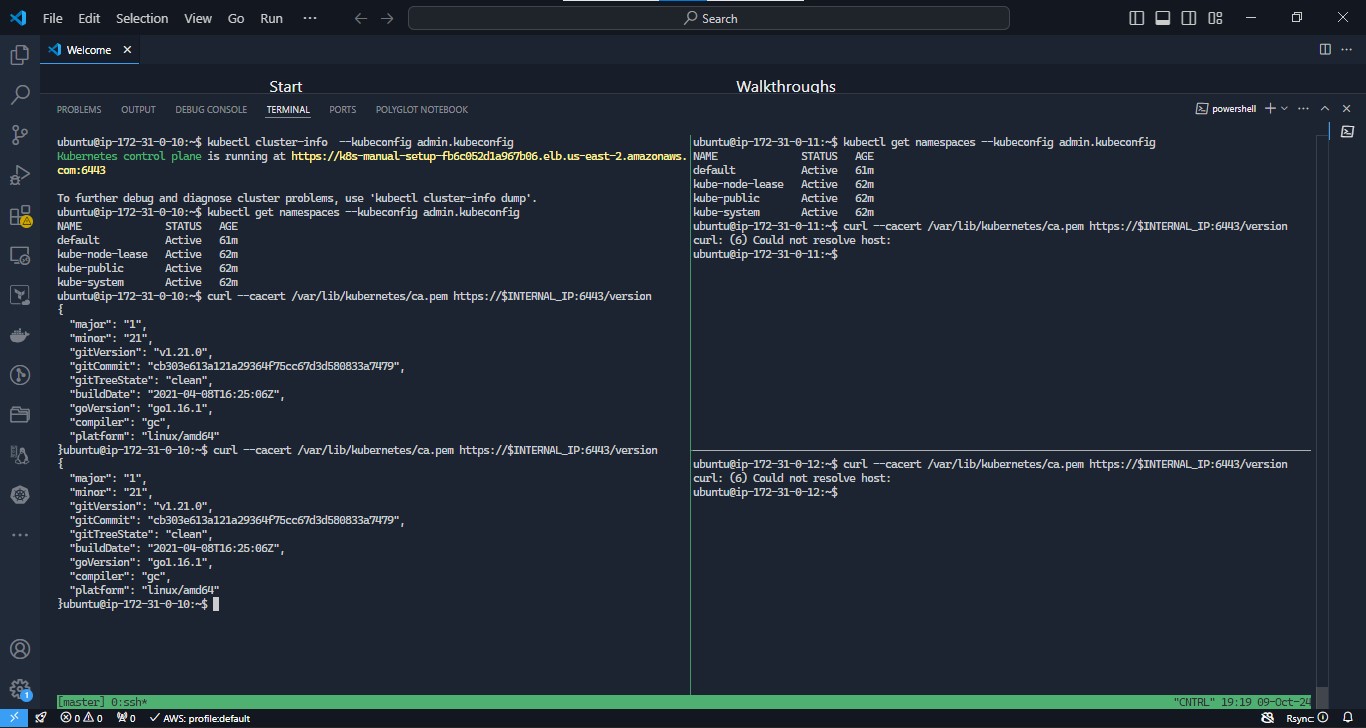 File Edit Selection View Go Run ··· Search
Welcome
Start Walkthroughs
PROBLEMS OUTPUT DEBUG CONSOLE TERMINAL PORTS POLYGLOT NOTEBOOK powershell
ubuntu@ip-172-31-0-10:~$ kubectl cluster-info  --kubeconfig admin.kubeconfig
Kubernetes control plane is running at https://k8s-manual-setup-fb6c052d1a967b06.elb.us-east-2.amazonaws.
com:6443
To further debug and diagnose cluster problems, use 'kubectl cluster-info dump'.
ubuntu@ip-172-31-0-10:~$ kubectl get namespaces --kubeconfig admin.kubeconfig
NAME              STATUS   AGE
default           Active   61m
kube-node-lease   Active   62m
kube-public       Active   62m
kube-system       Active   62m
ubuntu@ip-172-31-0-10:~$ curl --cacert /var/lib/kubernetes/ca.pem https://$INTERNAL_IP:6443/version
{
  "major": "1",
  "minor": "21",
  "gitVersion": "v1.21.0",
  "gitCommit": "cb303e613a121a29364f75cc67d3d580833a7479",
  "gitTreeState": "clean",
  "buildDate": "2021-04-08T16:25:06Z",
  "goVersion": "go1.16.1",
  "compiler": "gc",
  "platform": "linux/amd64"
}ubuntu@ip-172-31-0-10:~$ curl --cacert /var/lib/kubernetes/ca.pem https://$INTERNAL_IP:6443/version
{
  "major": "1",
  "minor": "21",
  "gitVersion": "v1.21.0",
  "gitCommit": "cb303e613a121a29364f75cc67d3d580833a7479",
  "gitTreeState": "clean",
  "buildDate": "2021-04-08T16:25:06Z",
  "goVersion": "go1.16.1",
  "compiler": "gc",
  "platform": "linux/amd64"
}ubuntu@ip-172-31-0-10:~$
ubuntu@ip-172-31-0-11:~$ kubectl get namespaces --kubeconfig admin.kubeconfig
NAME              STATUS   AGE
default           Active   61m
kube-node-lease   Active   62m
kube-public       Active   62m
kube-system       Active   62m
ubuntu@ip-172-31-0-11:~$ curl --cacert /var/lib/kubernetes/ca.pem https://$INTERNAL_IP:6443/version
curl: (6) Could not resolve host:
ubuntu@ip-172-31-0-11:~$
ubuntu@ip-172-31-0-12:~$ curl --cacert /var/lib/kubernetes/ca.pem https://$INTERNAL_IP:6443/version
curl: (6) Could not resolve host:
ubuntu@ip-172-31-0-12:~$
[master] 0:ssh* "CNTRL" 19:19 09-Oct-24
1
0 0 0 AWS: profile:default Rsync: